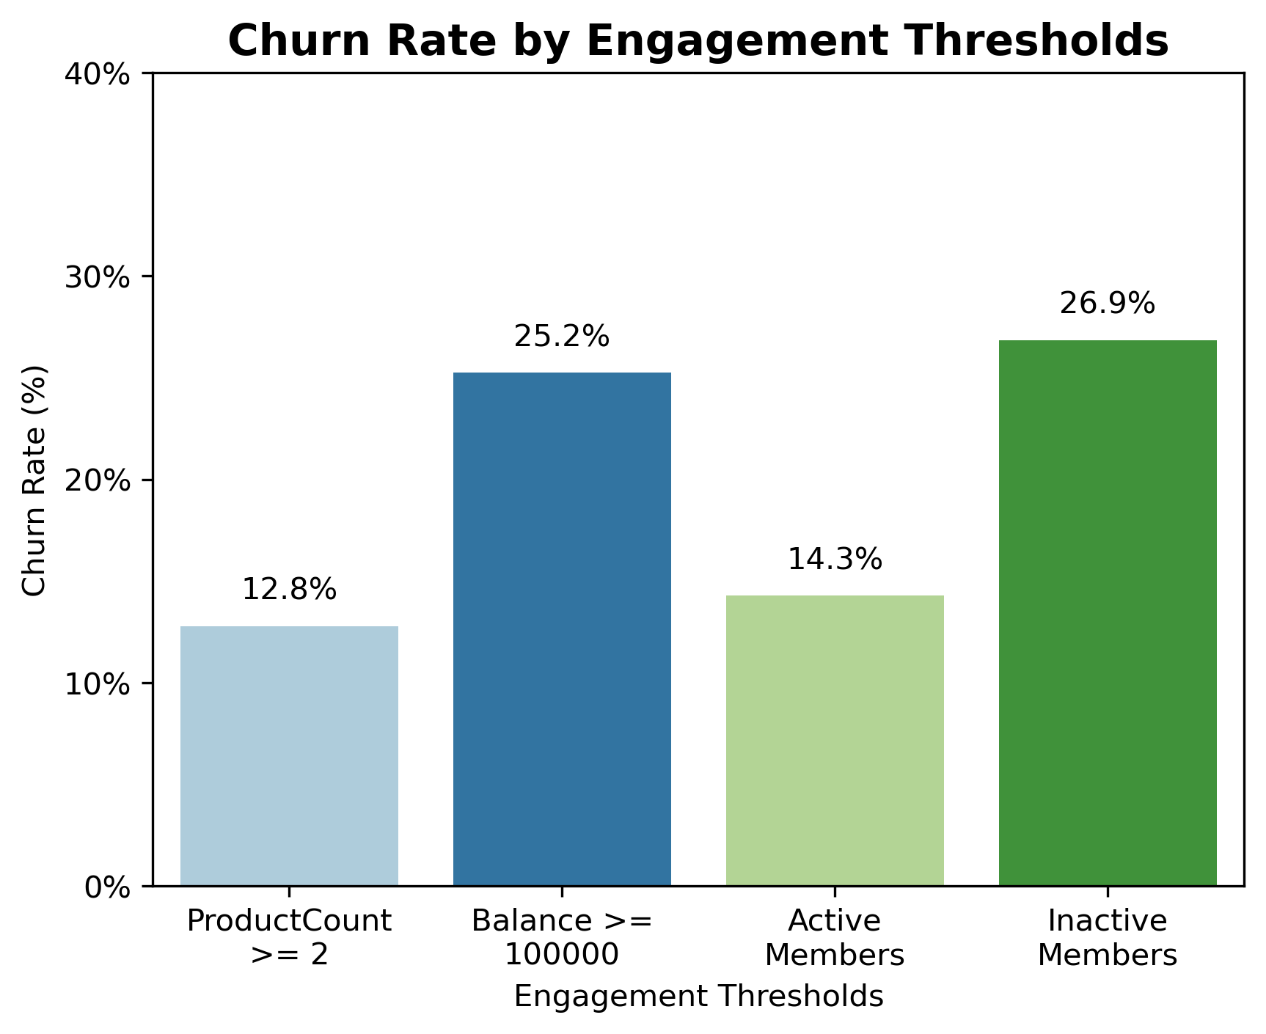 Churn Rate by Engagement Thresholds
40%
30%
20%
10%
0%
Churn Rate (%)
12.8%
25.2%
14.3%
26.9%
ProductCount
>= 2
Balance >=
100000
Active
Members
Inactive
Members
Engagement Thresholds